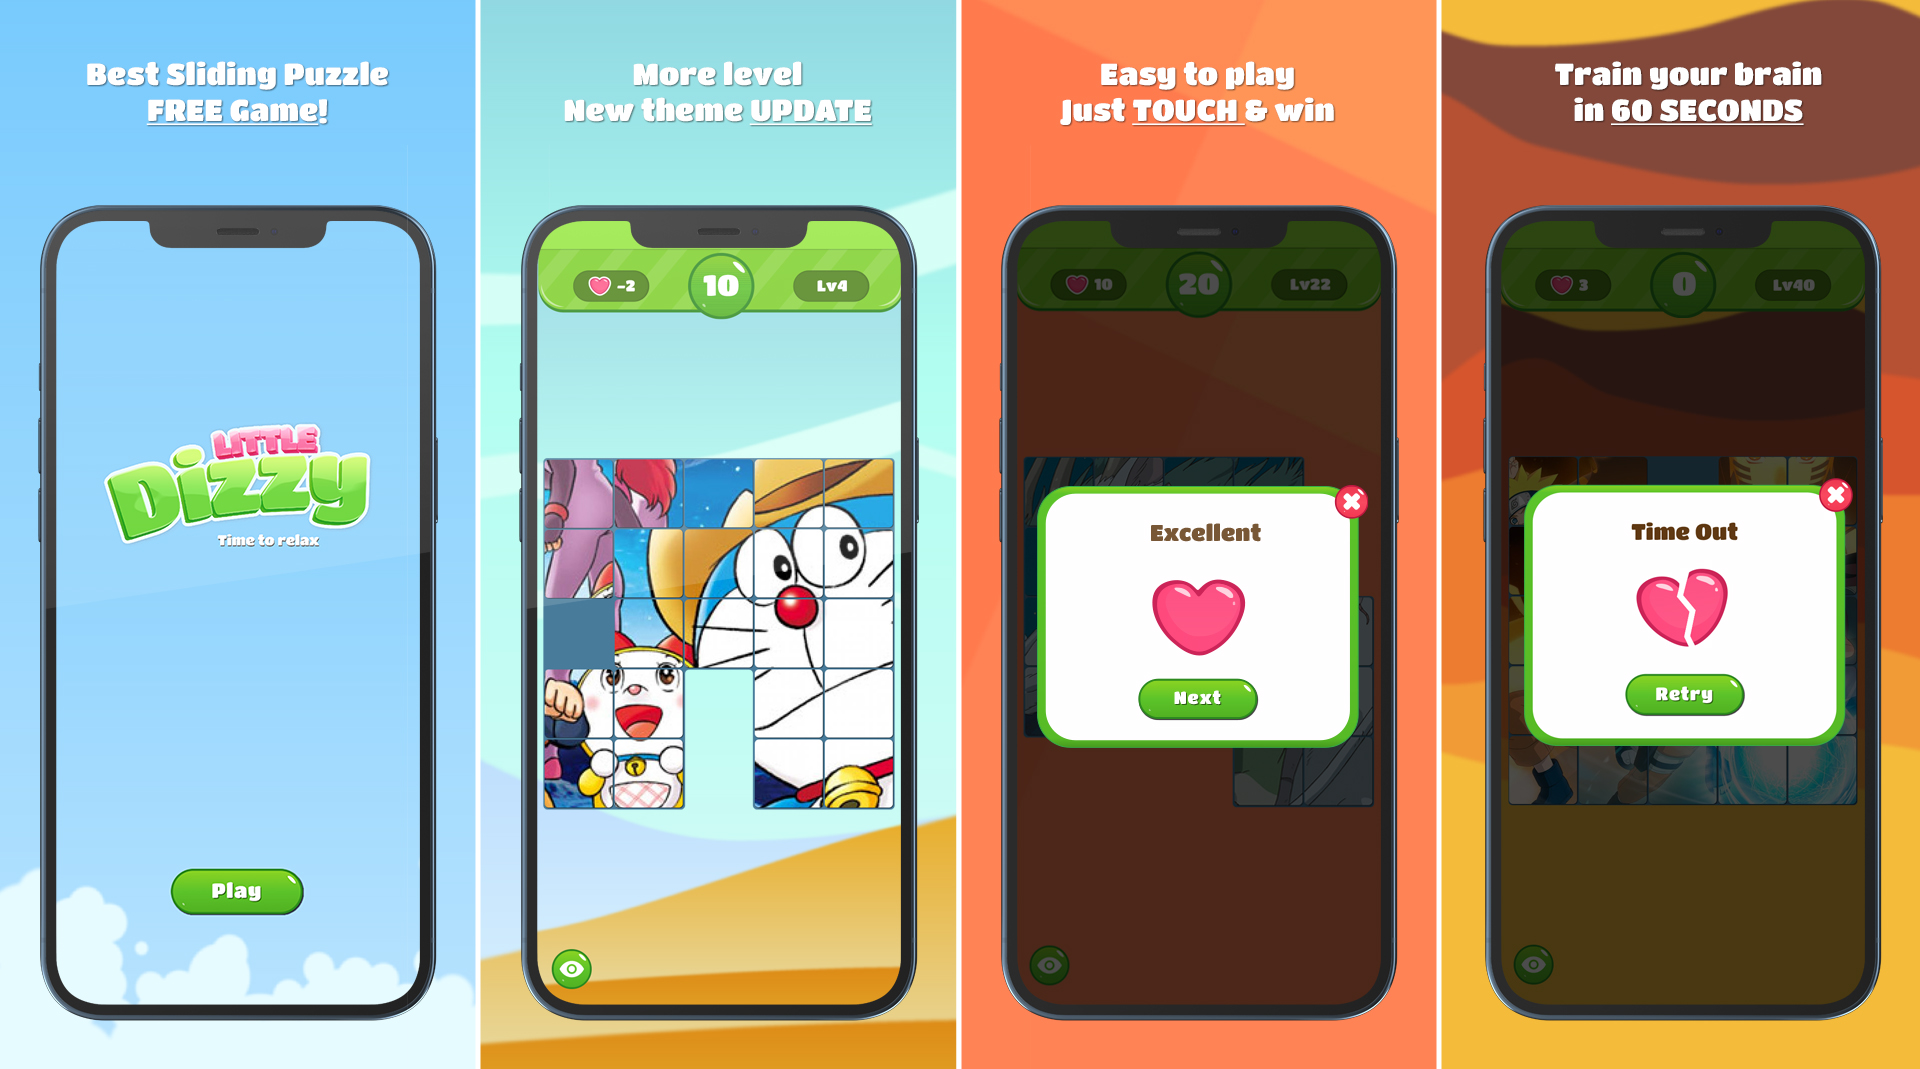 Best Sliding Puzzle
FREE Game!
LITTLE
Dizzy
Time to relax
Play
More level
New theme UPDATE
-2
10
Lv4
Easy to play
Just TOUCH & win
10
20
Lv22
Excellent
Next
Train your brain
in 60 SECONDS
3
0
Lv40
Time Out
Retry